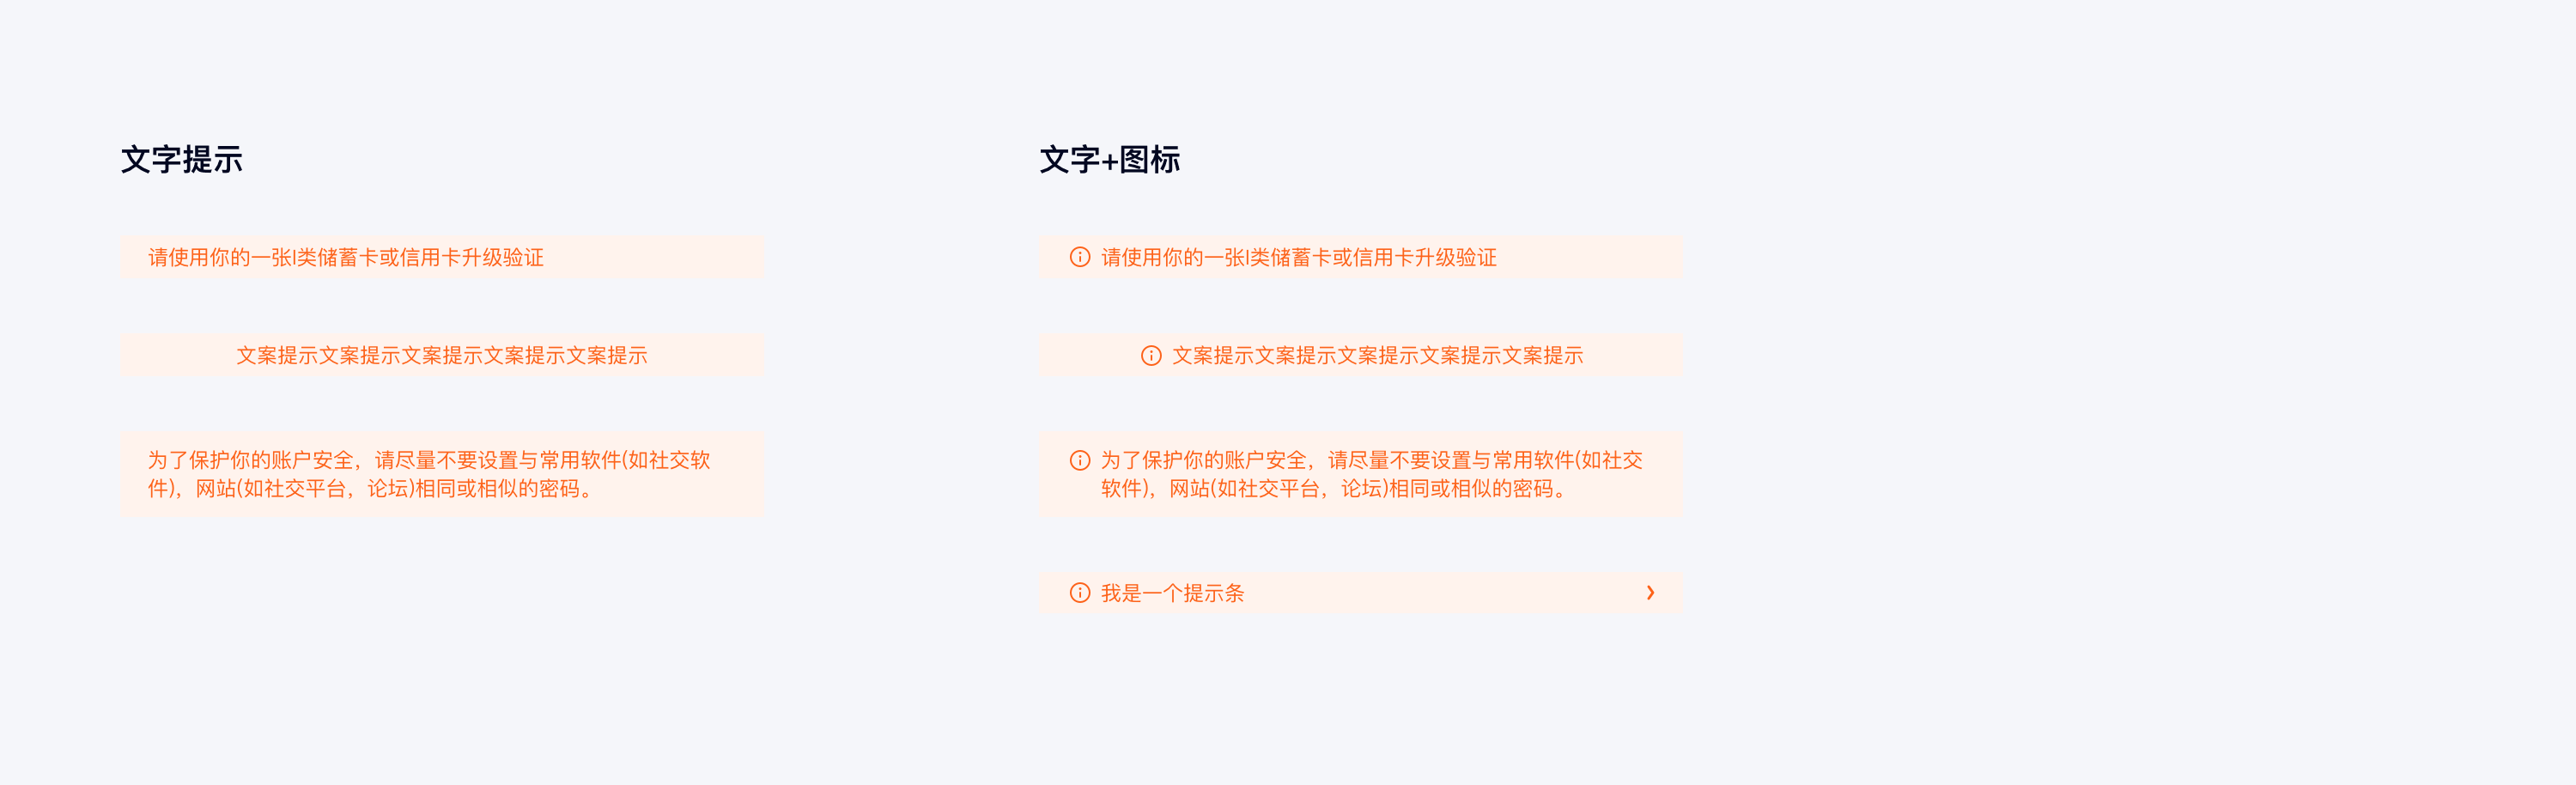 文字提示
请使用你的一张I类储蓄卡或信用卡升级验证
文案提示文案提示文案提示文案提示文案提示
为了保护你的账户安全，请尽量不要设置与常用软件(如社交软
件)，网站(如社交平台，论坛)相同或相似的密码。
文字+图标
请使用你的一张I类储蓄卡或信用卡升级验证
文案提示文案提示文案提示文案提示文案提示
为了保护你的账户安全，请尽量不要设置与常用软件(如社交
软件)，网站(如社交平台，论坛)相同或相似的密码。
我是一个提示条